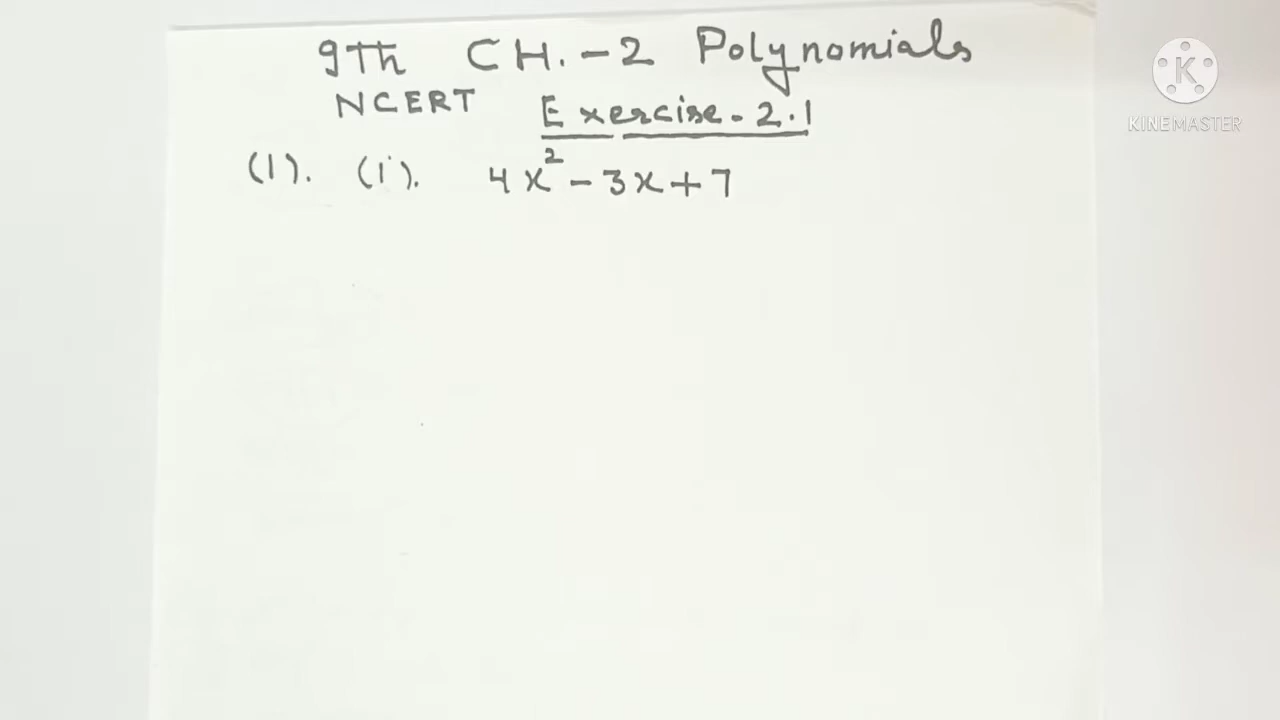 9Th CH.-2 Polynomials
NCERT Exercise-2.1
(1). (i). 4x²-3x+7
KINEMASTER